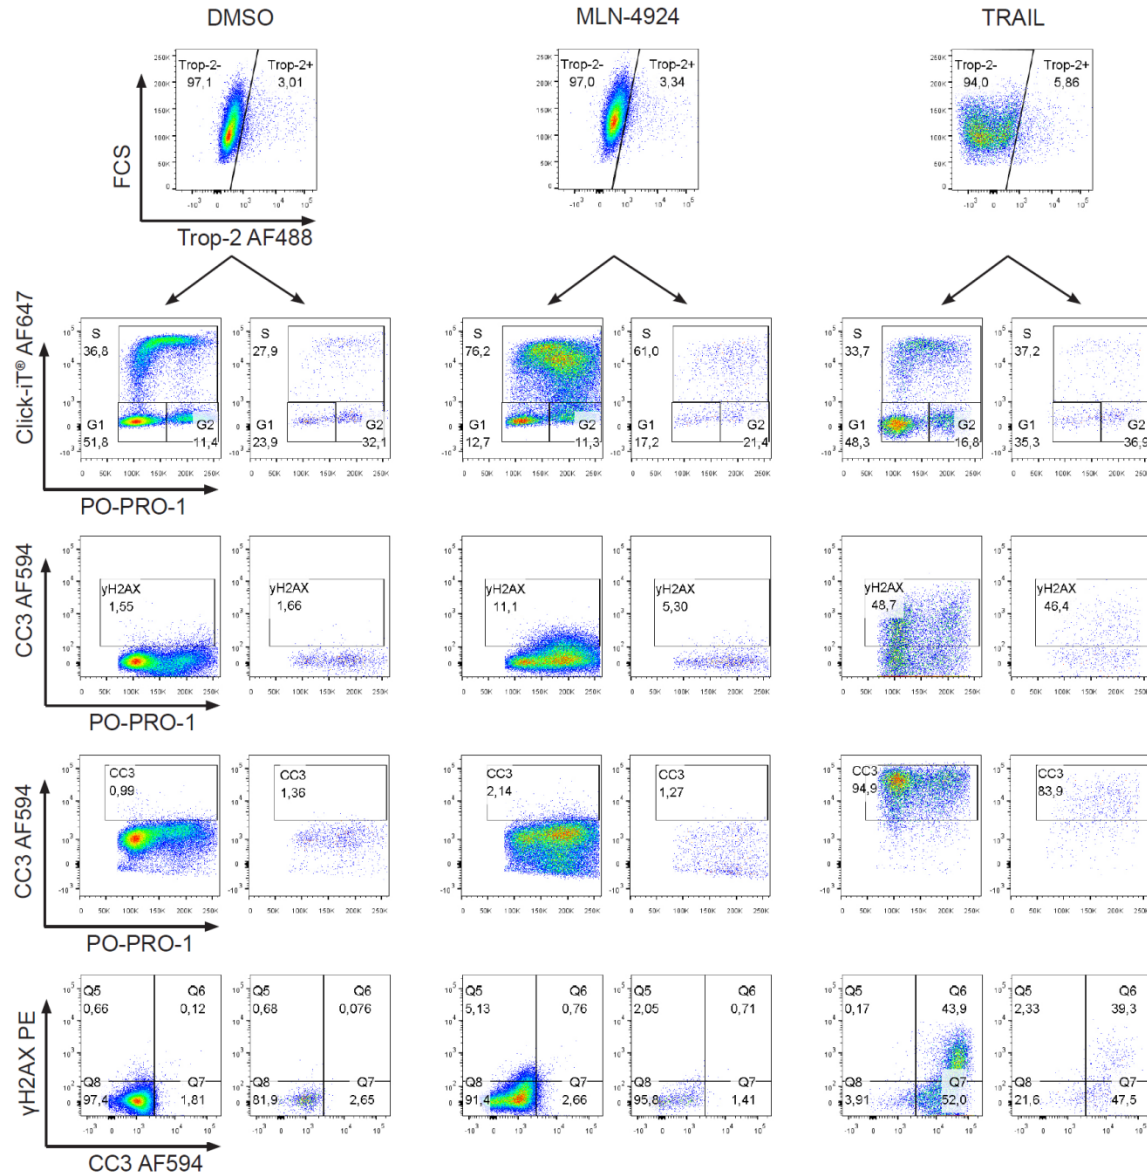 DMSO MLN-4924 TRAIL
Trop-2- Trop-2+ Trop-2- Trop-2+ Trop-2- Trop-2+
97,1 3,01 97,0 3,34 94,0 5,86
FCS
Trop-2 AF488
Click-iT® AF647
S S S S S S
36,8 27,9 76,2 61,0 33,7 37,2
G1 G2 G1 G2 G1 G2 G1 G2 G1 G2 G1 G2
51,8 11,4 23,9 32,1 12,7 11,3 17,2 21,4 48,3 16,8 35,3 36,9
PO-PRO-1
CC3 AF594
yH2AX yH2AX yH2AX yH2AX yH2AX yH2AX
1,55 1,66 11,1 5,30 48,7 46,4
PO-PRO-1
CC3 AF594
CC3 CC3 CC3 CC3 CC3 CC3
0,99 1,36 2,14 1,27 94,9 83,9
PO-PRO-1
γH2AX PE
Q5 Q6 Q5 Q6 Q5 Q6 Q5 Q6 Q5 Q6 Q5 Q6
0,66 0,12 0,68 0,076 5,13 0,76 2,05 0,71 0,17 43,9 2,33 39,3
Q8 Q7 Q8 Q7 Q8 Q7 Q8 Q7 Q8 Q7 Q8 Q7
97,4 1,81 81,9 2,65 91,4 2,66 95,8 1,41 3,91 52,0 21,6 47,5
CC3 AF594